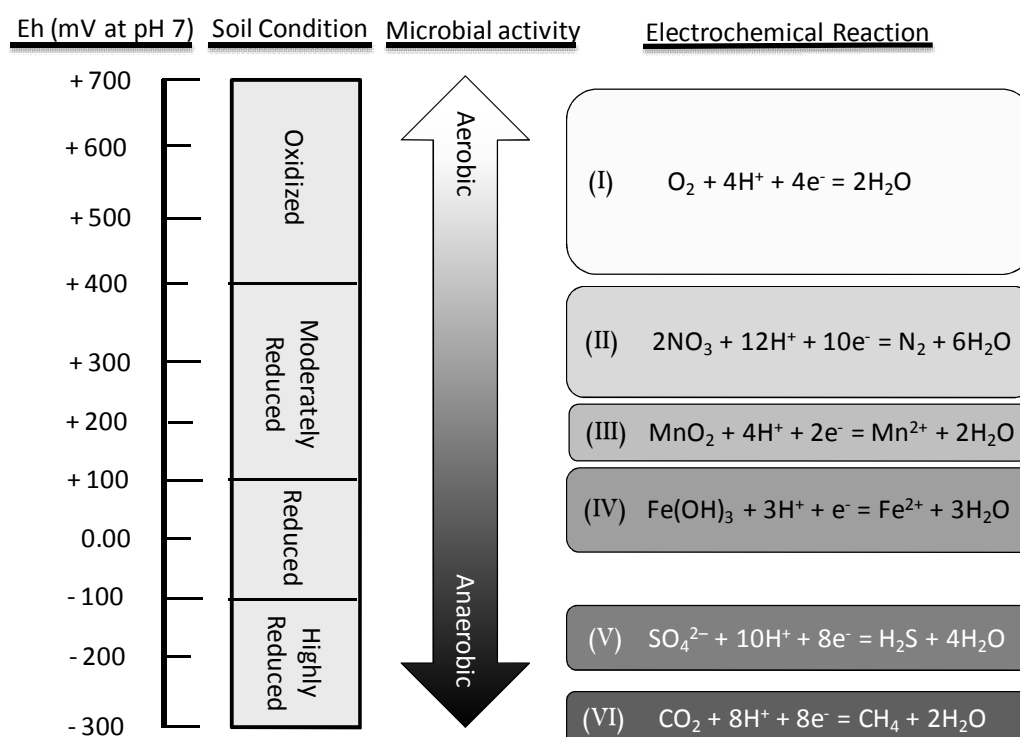 Eh (mV at pH 7) Soil Condition Microbial activity Electrochemical Reaction
+ 700
+ 600
+ 500
+ 400
+ 300
+ 200
+ 100
0.00
- 100
- 200
- 300
Oxidized
Moderately
Reduced
Reduced
Highly
Reduced
Aerobic
Anaerobic
(I) O₂ + 4H⁺ + 4e⁻ = 2H₂O
(II) 2NO₃ + 12H⁺ + 10e⁻ = N₂ + 6H₂O
(III) MnO₂ + 4H⁺ + 2e⁻ = Mn²⁺ + 2H₂O
(IV) Fe(OH)₃ + 3H⁺ + e⁻ = Fe²⁺ + 3H₂O
(V) SO₄²⁻ + 10H⁺ + 8e⁻ = H₂S + 4H₂O
(VI) CO₂ + 8H⁺ + 8e⁻ = CH₄ + 2H₂O